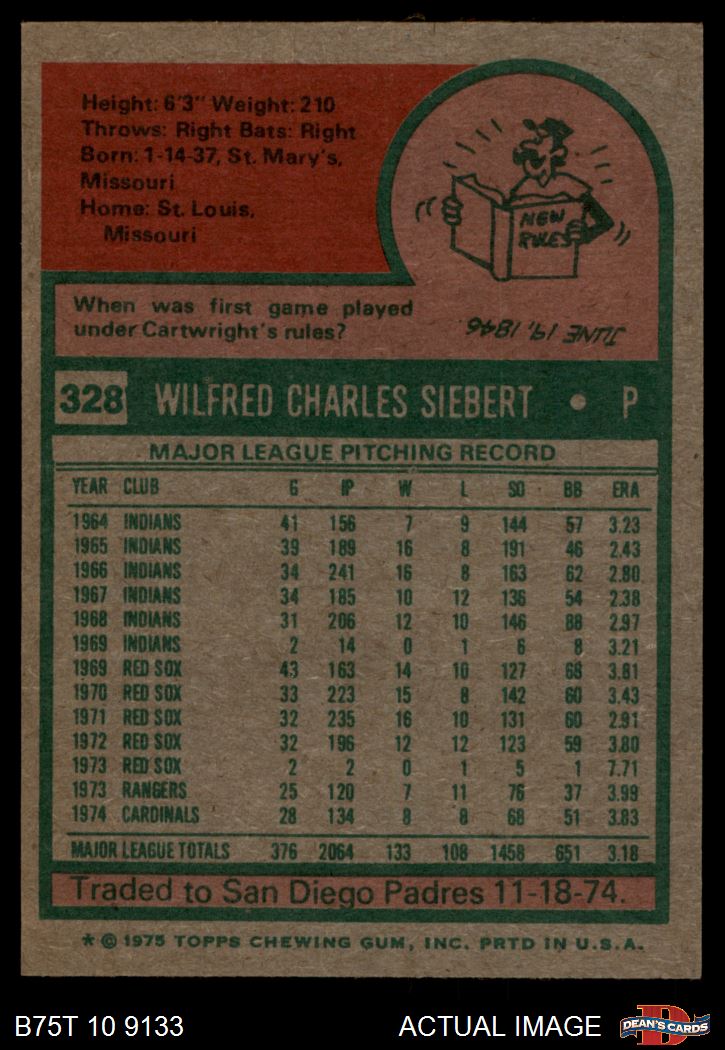 Height: 6'3" Weight: 210
Throws: Right Bats: Right
Born: 1-14-37, St. Mary's,
Missouri
Home: St. Louis,
Missouri
NEW
RULES
When was first game played
under Cartwright's rules?
JUNE 19, 1846
328 WILFRED CHARLES SIEBERT • P
MAJOR LEAGUE PITCHING RECORD
YEAR CLUB G IP W L SO BB ERA
1964 INDIANS 41 156 7 9 144 57 3.23
1965 INDIANS 39 189 16 8 191 46 2.43
1966 INDIANS 34 241 16 8 163 62 2.80
1967 INDIANS 34 185 10 12 136 54 2.38
1968 INDIANS 31 206 12 10 146 88 2.97
1969 INDIANS 2 14 0 1 6 8 3.21
1969 RED SOX 43 163 14 10 127 68 3.81
1970 RED SOX 33 223 15 8 142 60 3.43
1971 RED SOX 32 235 16 10 131 60 2.91
1972 RED SOX 32 196 12 12 123 59 3.80
1973 RED SOX 2 2 0 1 5 1 7.71
1973 RANGERS 25 120 7 11 76 37 3.99
1974 CARDINALS 28 134 8 8 68 51 3.83
MAJOR LEAGUE TOTALS 376 2064 133 108 1458 651 3.18
Traded to San Diego Padres 11-18-74.
* © 1975 TOPPS CHEWING GUM, INC. PRTD IN U.S.A.
B75T 10 9133 ACTUAL IMAGE DEAN'S CARDS